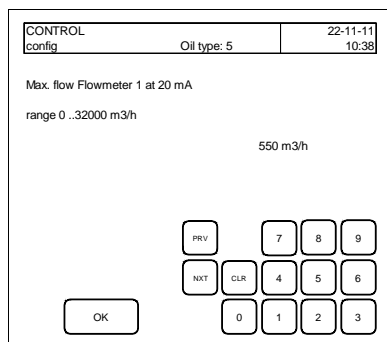 CONTROL 22-11-11
config Oil type: 5 10:38
Max. flow Flowmeter 1 at 20 mA
range 0 ..32000 m3/h
550 m3/h
PRV 7 8 9
NXT CLR 4 5 6
OK 0 1 2 3